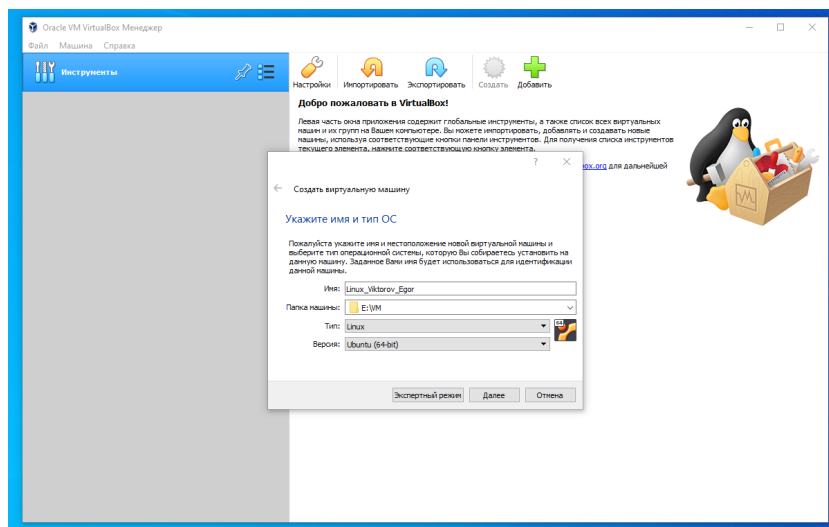 Oracle VM VirtualBox Менеджер
Файл Машина Справка
Инструменты
Настройки Импортировать Экспортировать Создать Добавить
Добро пожаловать в VirtualBox!
Левая часть окна приложения содержит глобальные инструменты, а также список всех виртуальных
машин и их групп на Вашем компьютере. Вы можете импортировать, добавлять и создавать новые
машины, используя соответствующие кнопки панели инструментов. Для получения списка инструментов
текущего элемента, нажмите соответствующую кнопку элемента.
box.org для дальнейшей
? ×
Создать виртуальную машину
Укажите имя и тип ОС
Пожалуйста укажите имя и местоположение новой виртуальной машины и
выберите тип операционной системы, которую Вы собираетесь установить на
данную машину. Заданное Вами имя будет использоваться для идентификации
данной машины.
Имя: Linux_Viktorov_Egor
Папка машины: E:\VM
Тип: Linux
64
Версия: Ubuntu (64-bit)
Экспертный режим Далее Отмена